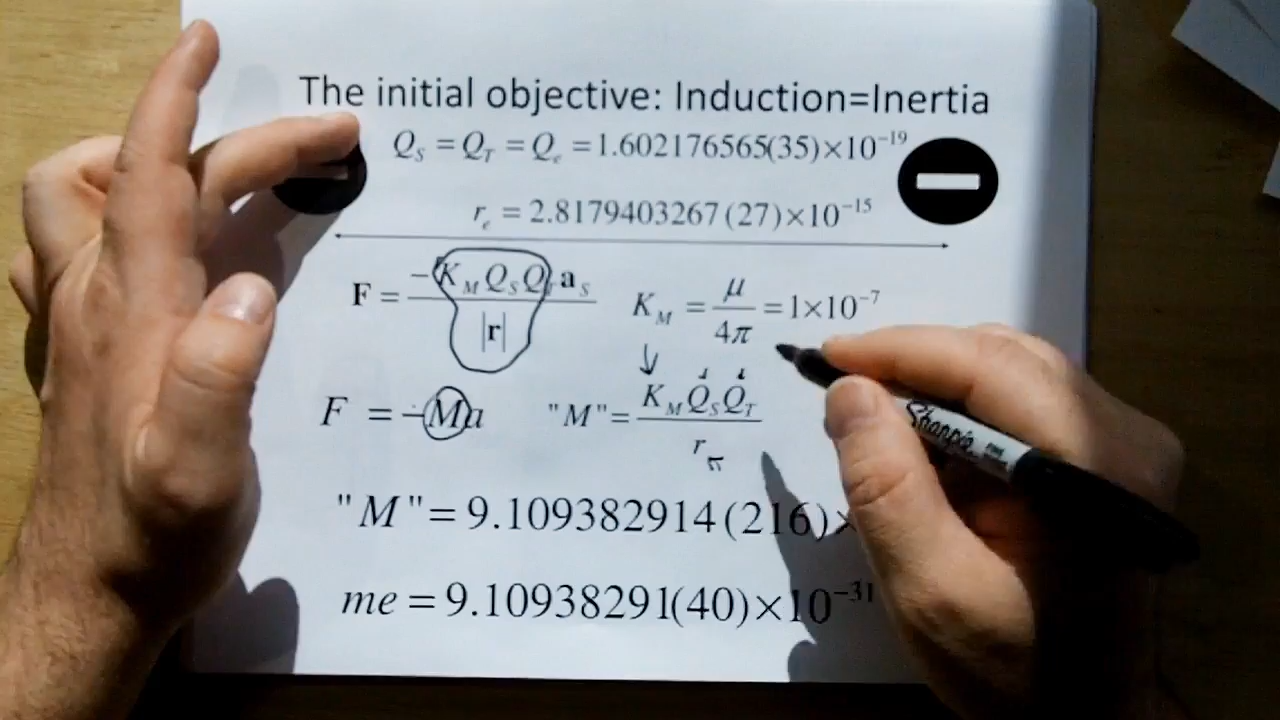 The initial objective: Induction=Inertia
Q_S = Q_T = Q_e = 1.602176565(35)×10⁻¹⁹
r_e = 2.8179403267(27)×10⁻¹⁵
F = −K_M Q_S Q_T a_S / |r|
K_M = μ / 4π = 1×10⁻⁷
F = −Ma
"M" = K_M Q_S Q_T / r
"M" = 9.109382914(216)×
me = 9.10938291(40)×10⁻³¹
Sharpie